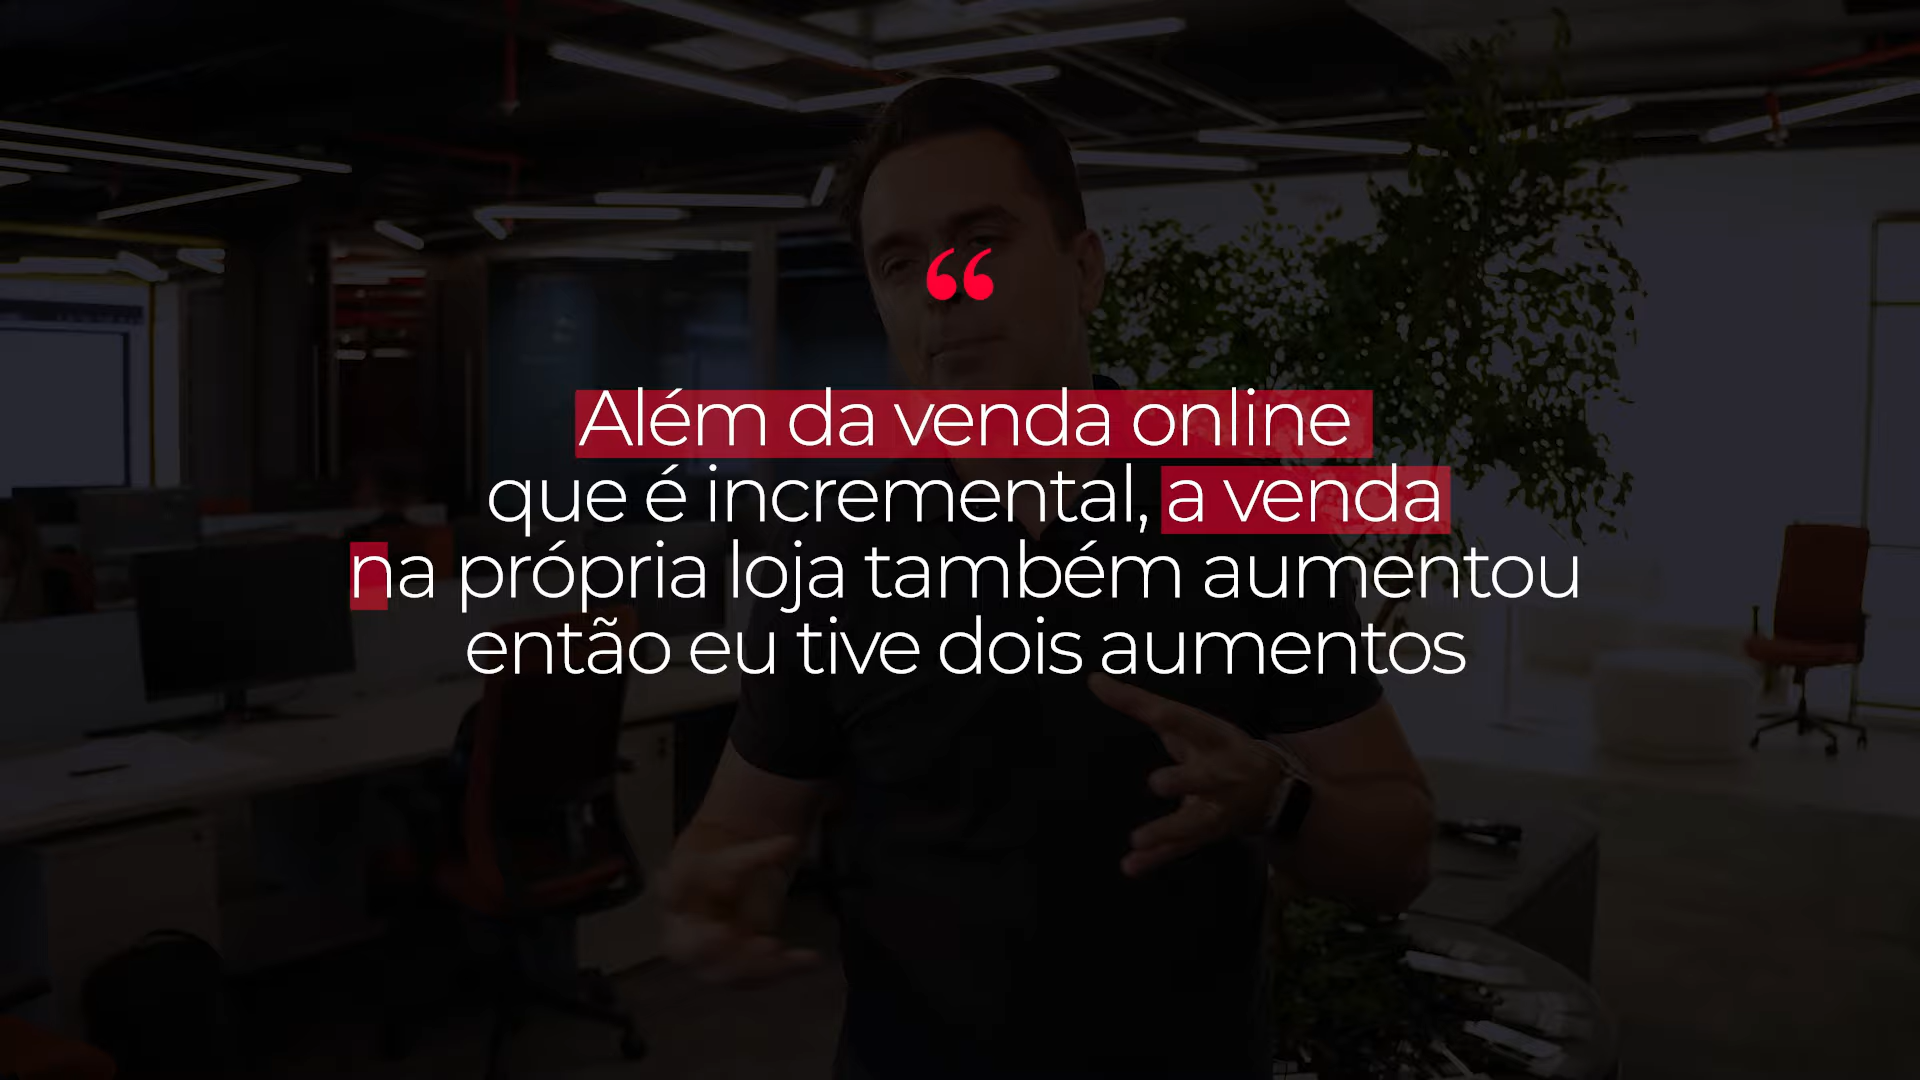 “
Além da venda online
que é incremental, a venda
na própria loja também aumentou
então eu tive dois aumentos